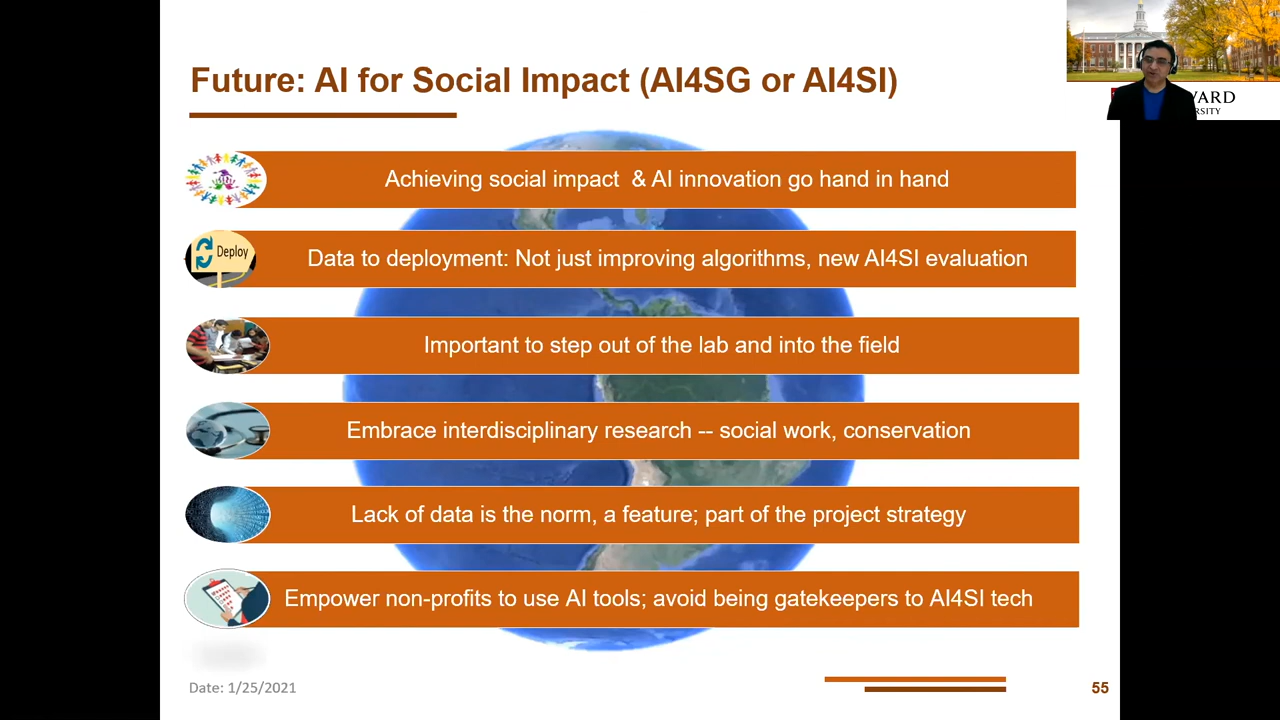 Future: AI for Social Impact (AI4SG or AI4SI)
VARD
RSITY
Achieving social impact & AI innovation go hand in hand
Deploy
Data to deployment: Not just improving algorithms, new AI4SI evaluation
Important to step out of the lab and into the field
Embrace interdisciplinary research -- social work, conservation
Lack of data is the norm, a feature; part of the project strategy
Empower non-profits to use AI tools; avoid being gatekeepers to AI4SI tech
Date: 1/25/2021
55